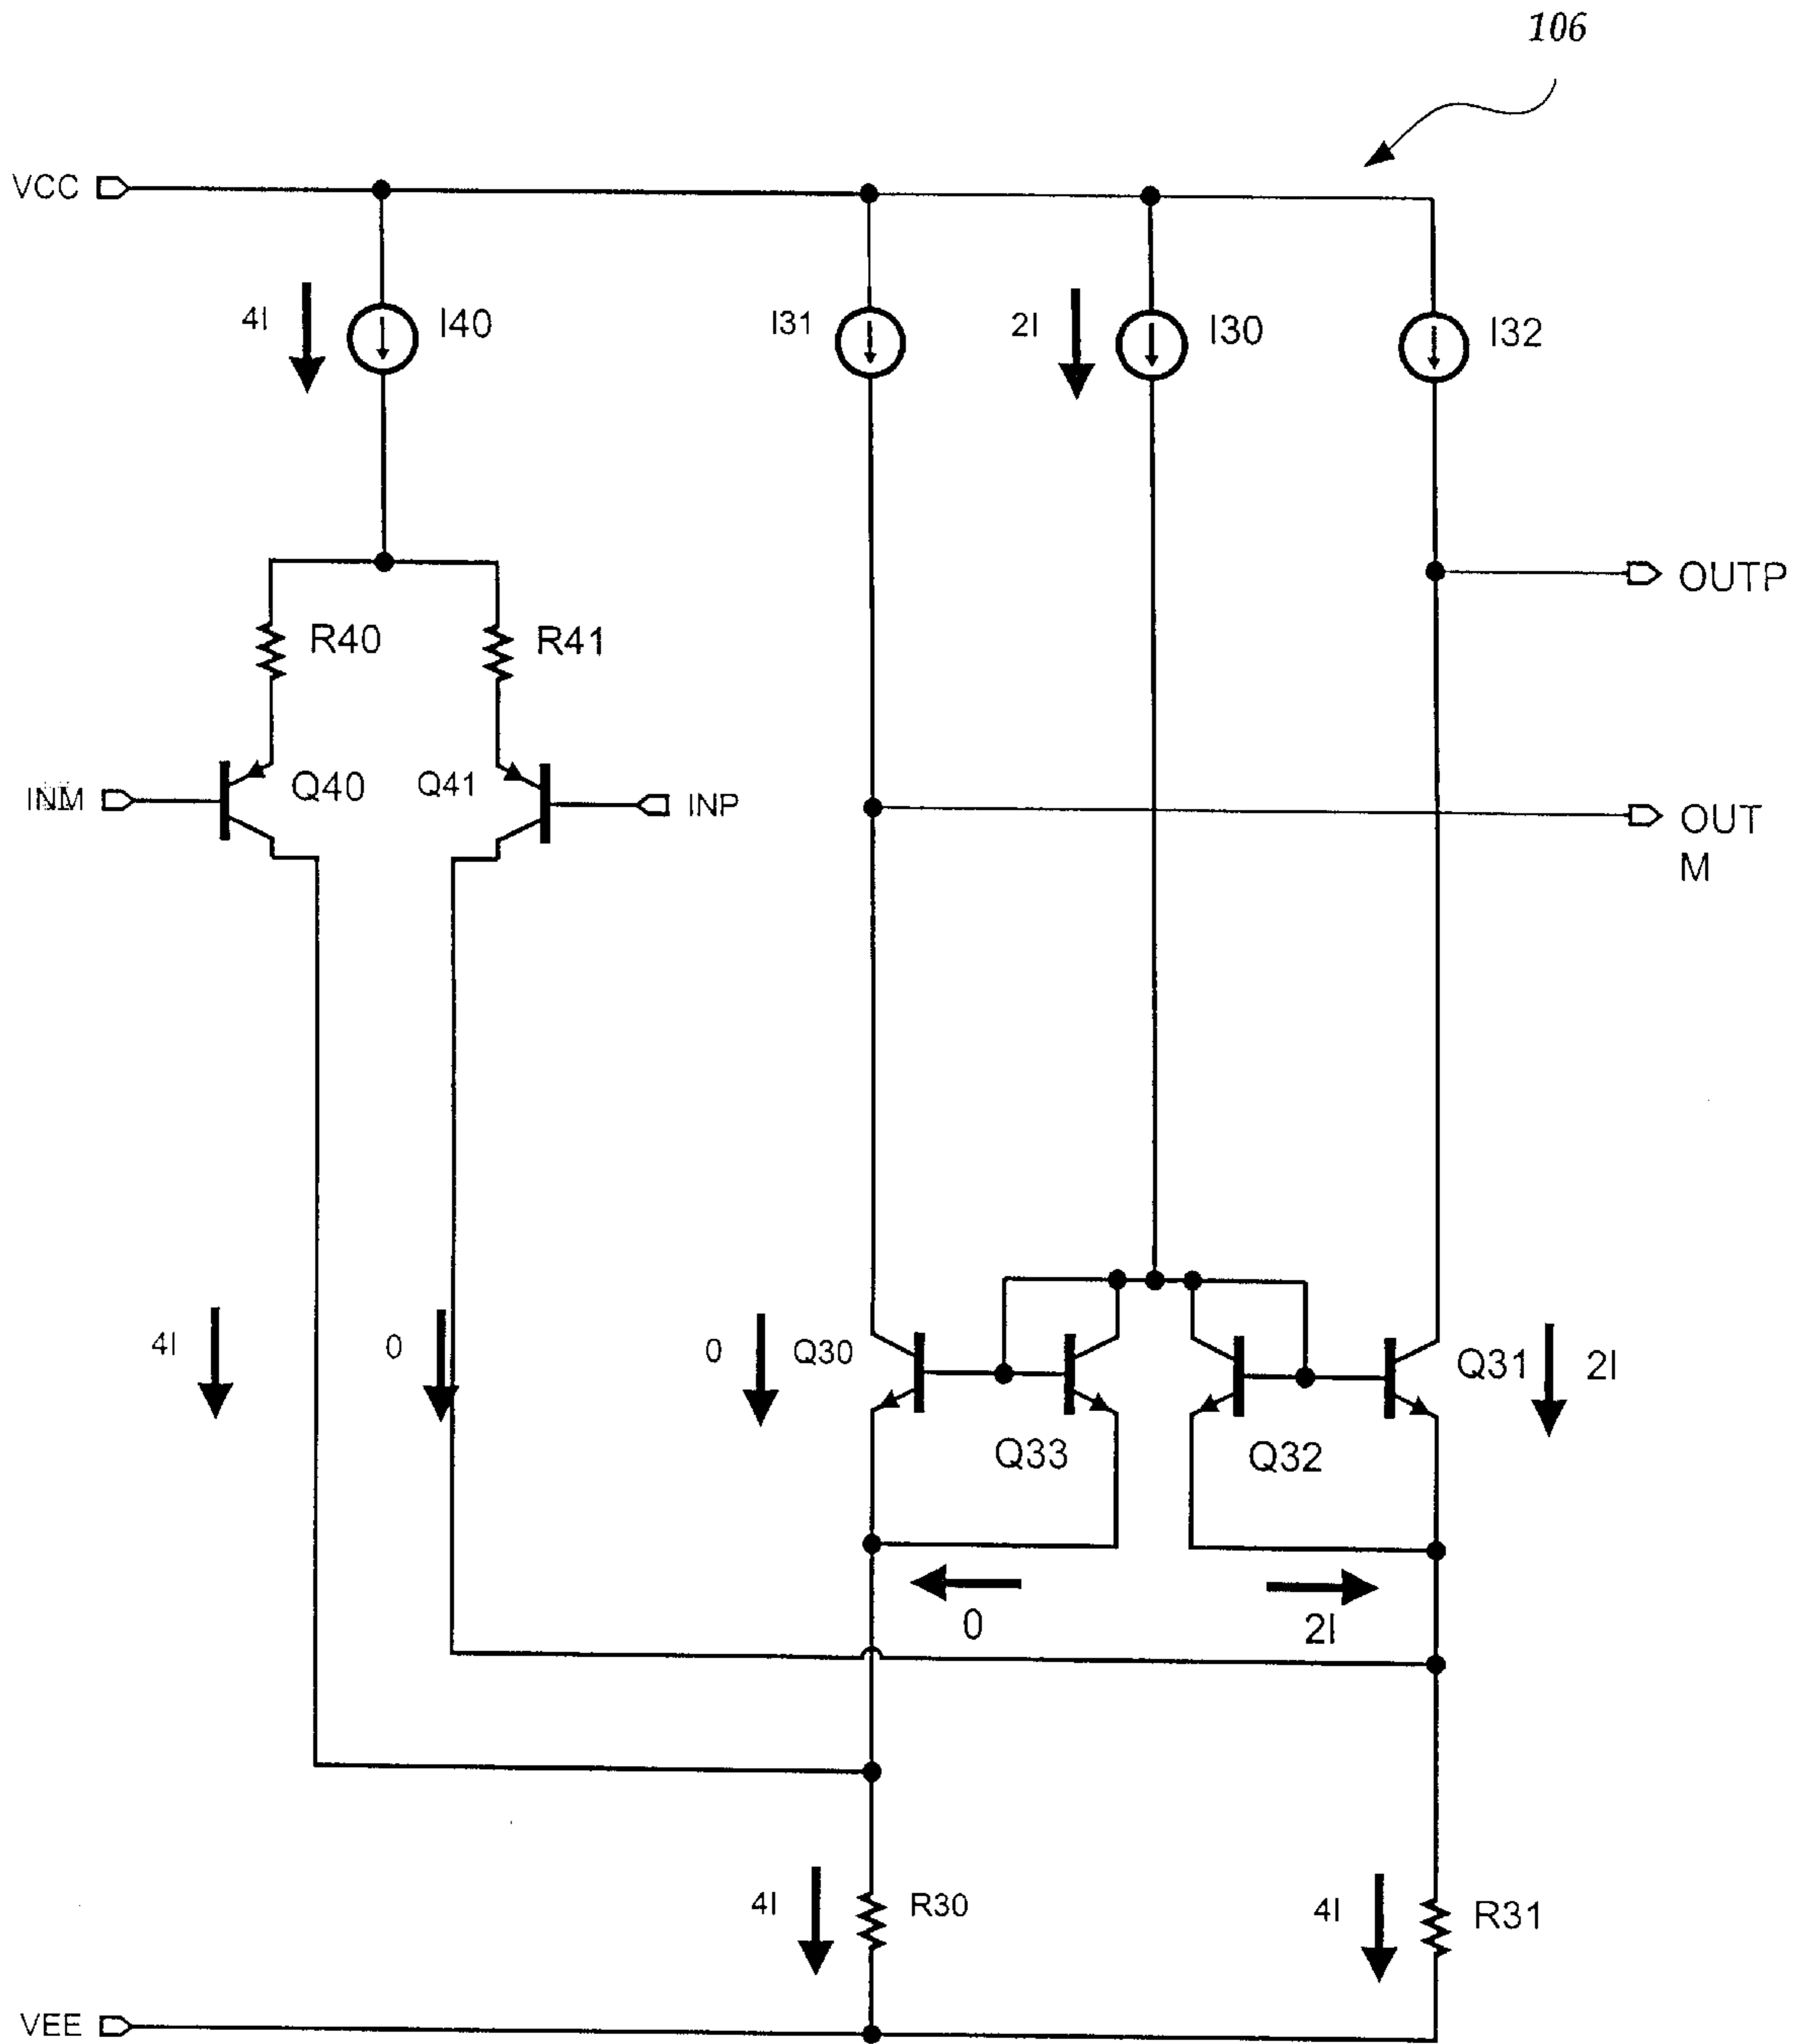 106
VCC
4I
I40
I31
2I
I30
I32
OUTP
R40
R41
INM
Q40
Q41
INP
OUT
M
4I
0
0
Q30
Q31
2I
Q33
Q32
0
2I
4I
R30
4I
R31
VEE